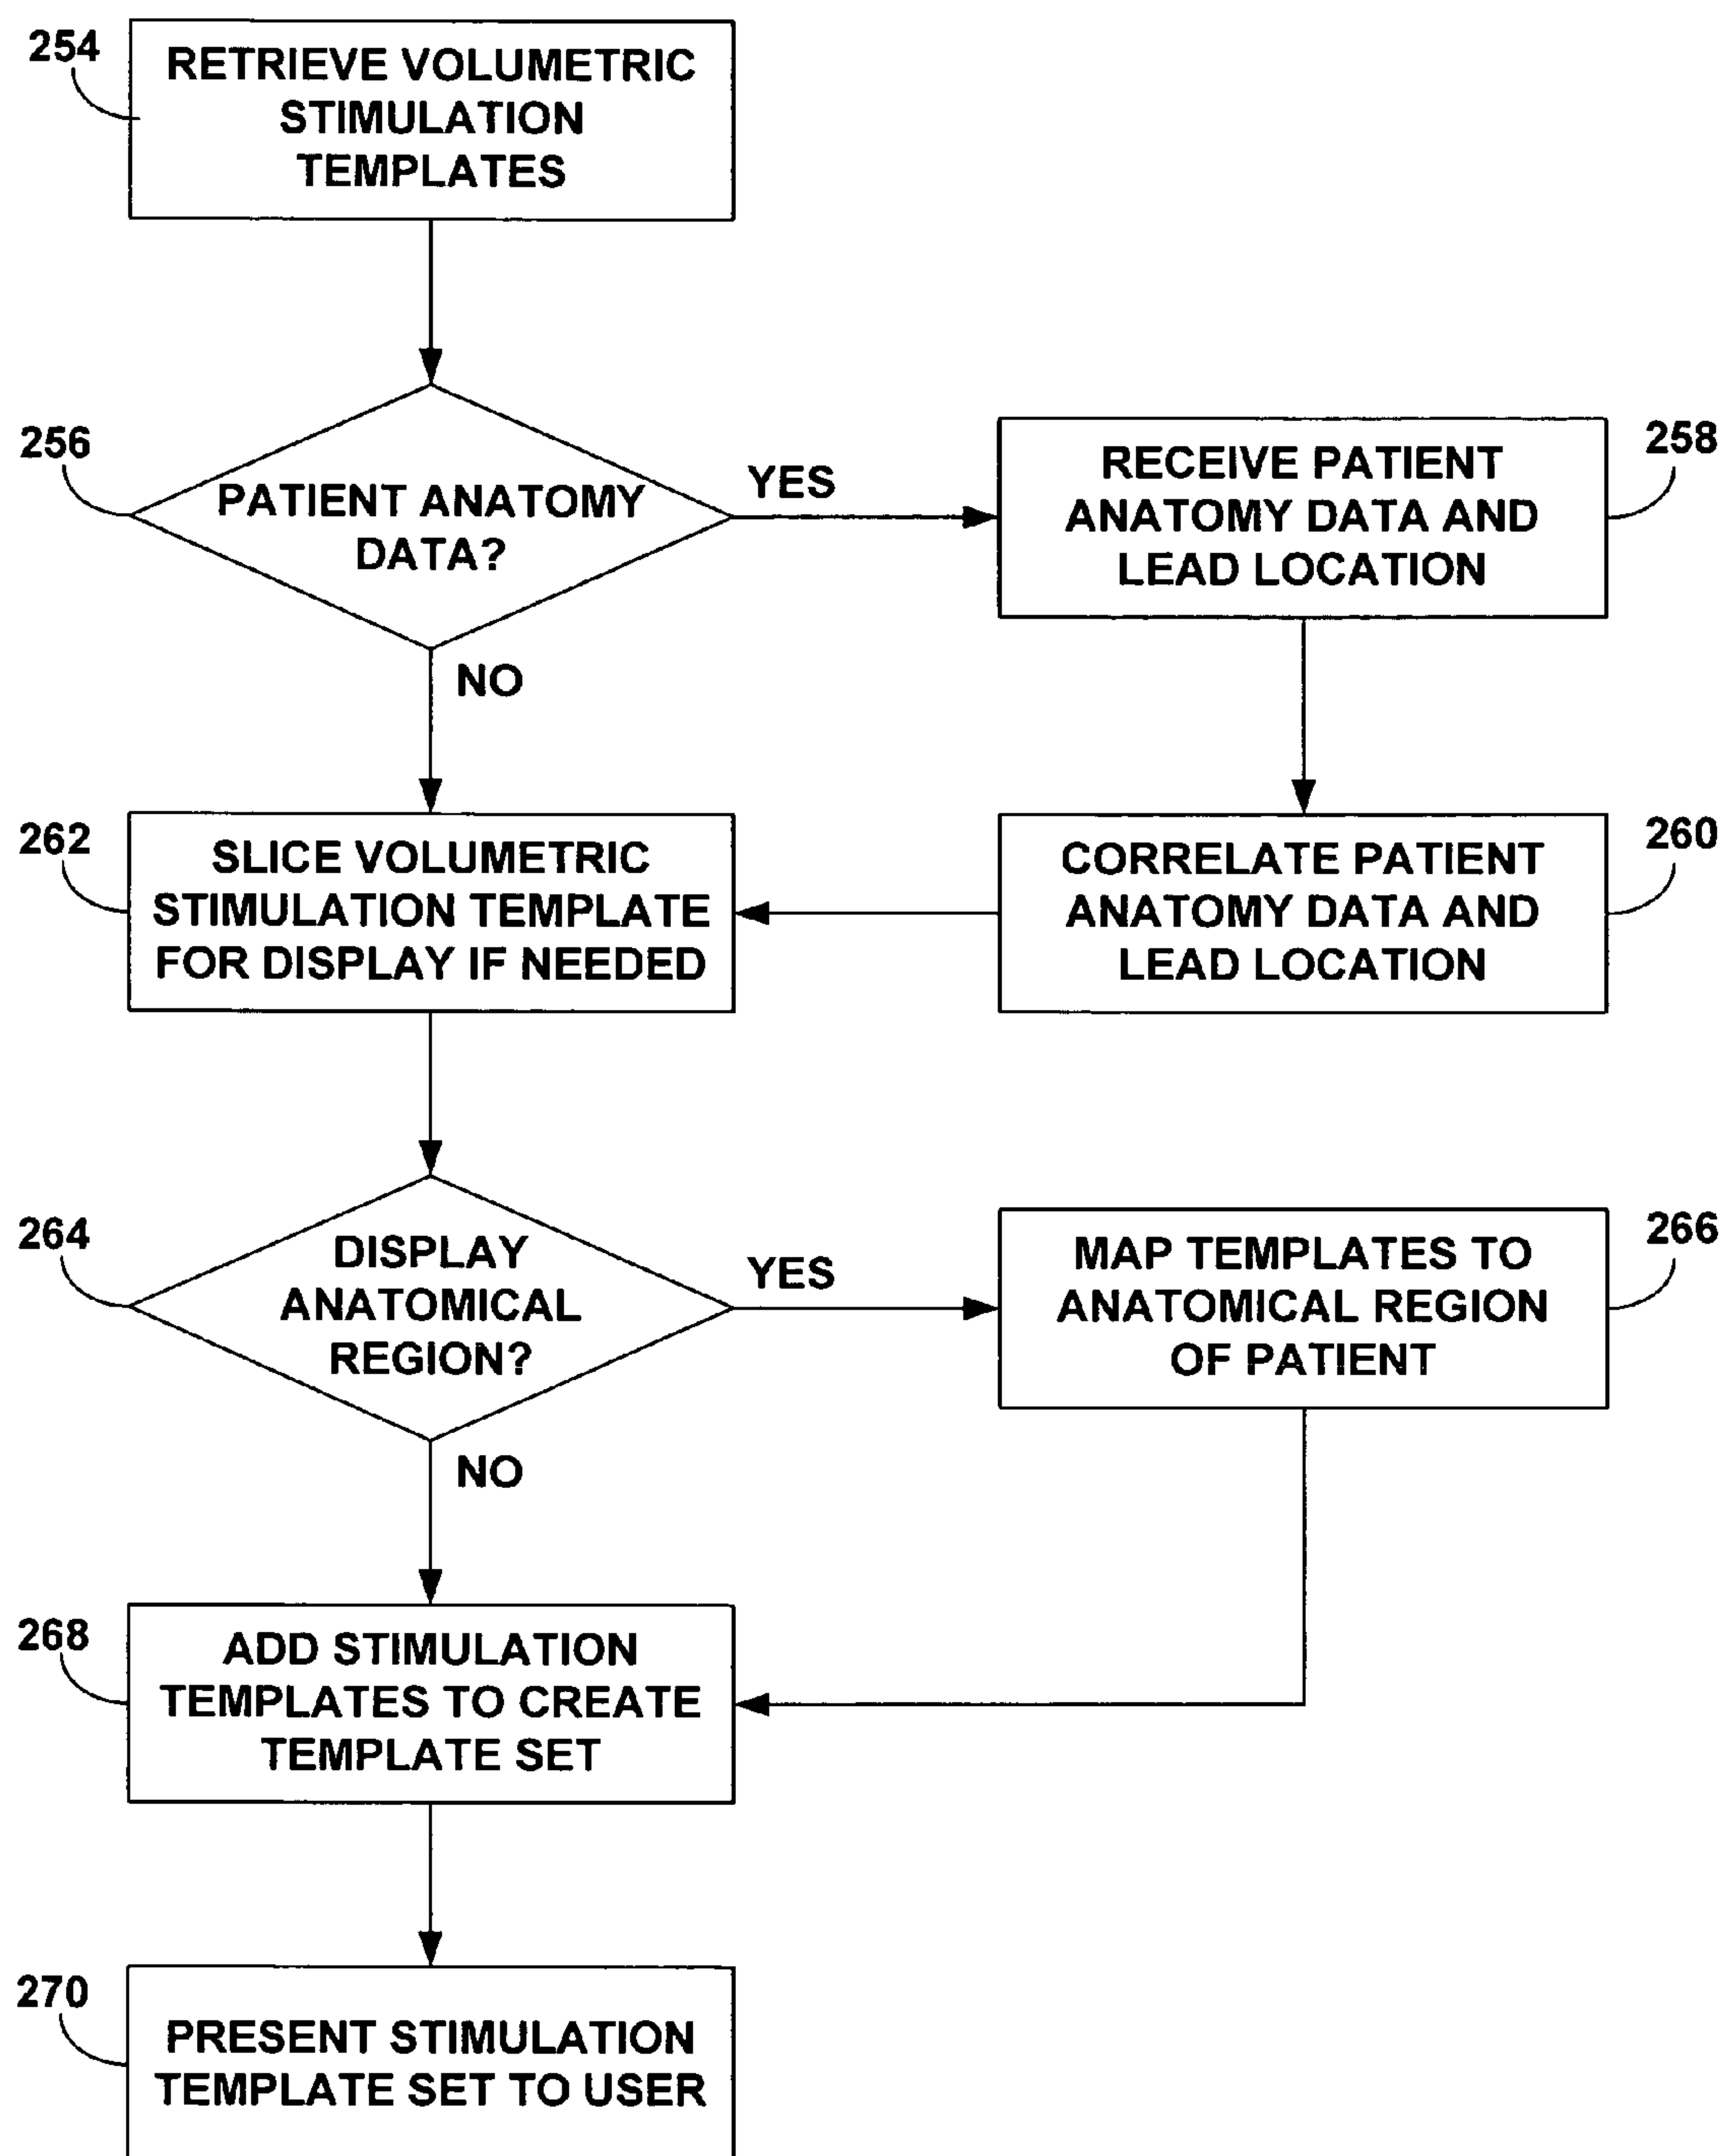 254
RETRIEVE VOLUMETRIC
STIMULATION
TEMPLATES
256
PATIENT ANATOMY
DATA?
YES
NO
258
RECEIVE PATIENT
ANATOMY DATA AND
LEAD LOCATION
262
SLICE VOLUMETRIC
STIMULATION TEMPLATE
FOR DISPLAY IF NEEDED
260
CORRELATE PATIENT
ANATOMY DATA AND
LEAD LOCATION
264
DISPLAY
ANATOMICAL
REGION?
YES
NO
266
MAP TEMPLATES TO
ANATOMICAL REGION
OF PATIENT
268
ADD STIMULATION
TEMPLATES TO CREATE
TEMPLATE SET
270
PRESENT STIMULATION
TEMPLATE SET TO USER